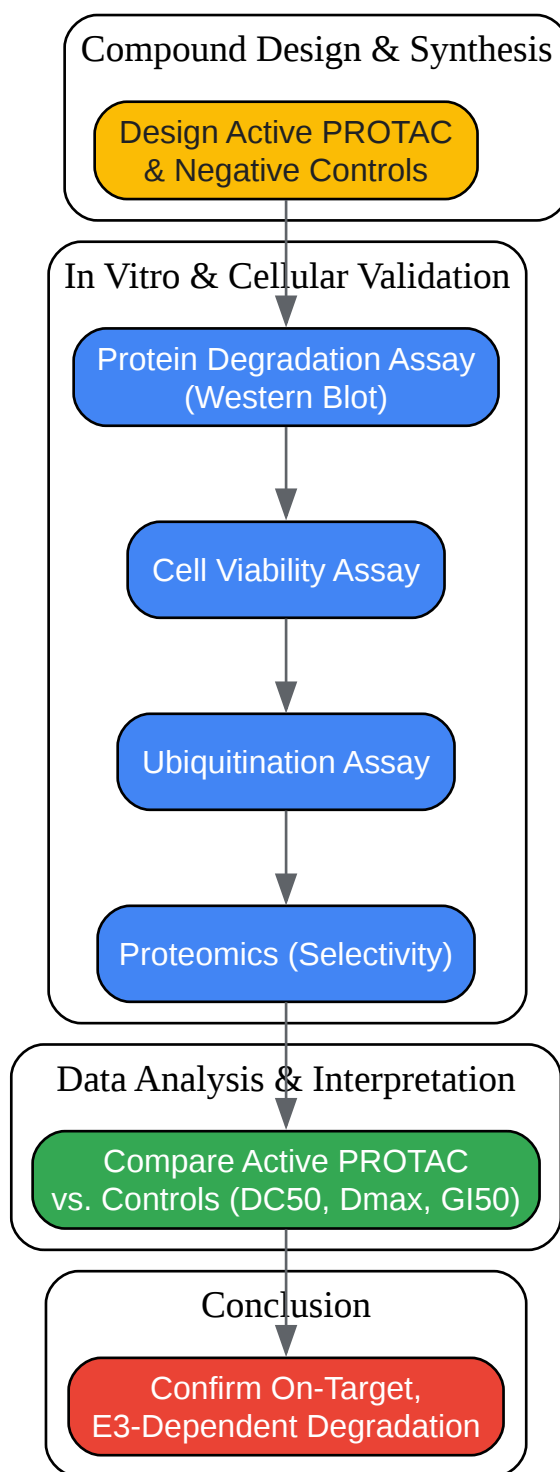 Compound Design & Synthesis
Design Active PROTAC
& Negative Controls
In Vitro & Cellular Validation
Protein Degradation Assay
(Western Blot)
Cell Viability Assay
Ubiquitination Assay
Proteomics (Selectivity)
Data Analysis & Interpretation
Compare Active PROTAC
vs. Controls (DC50, Dmax, GI50)
Conclusion
Confirm On-Target,
E3-Dependent Degradation